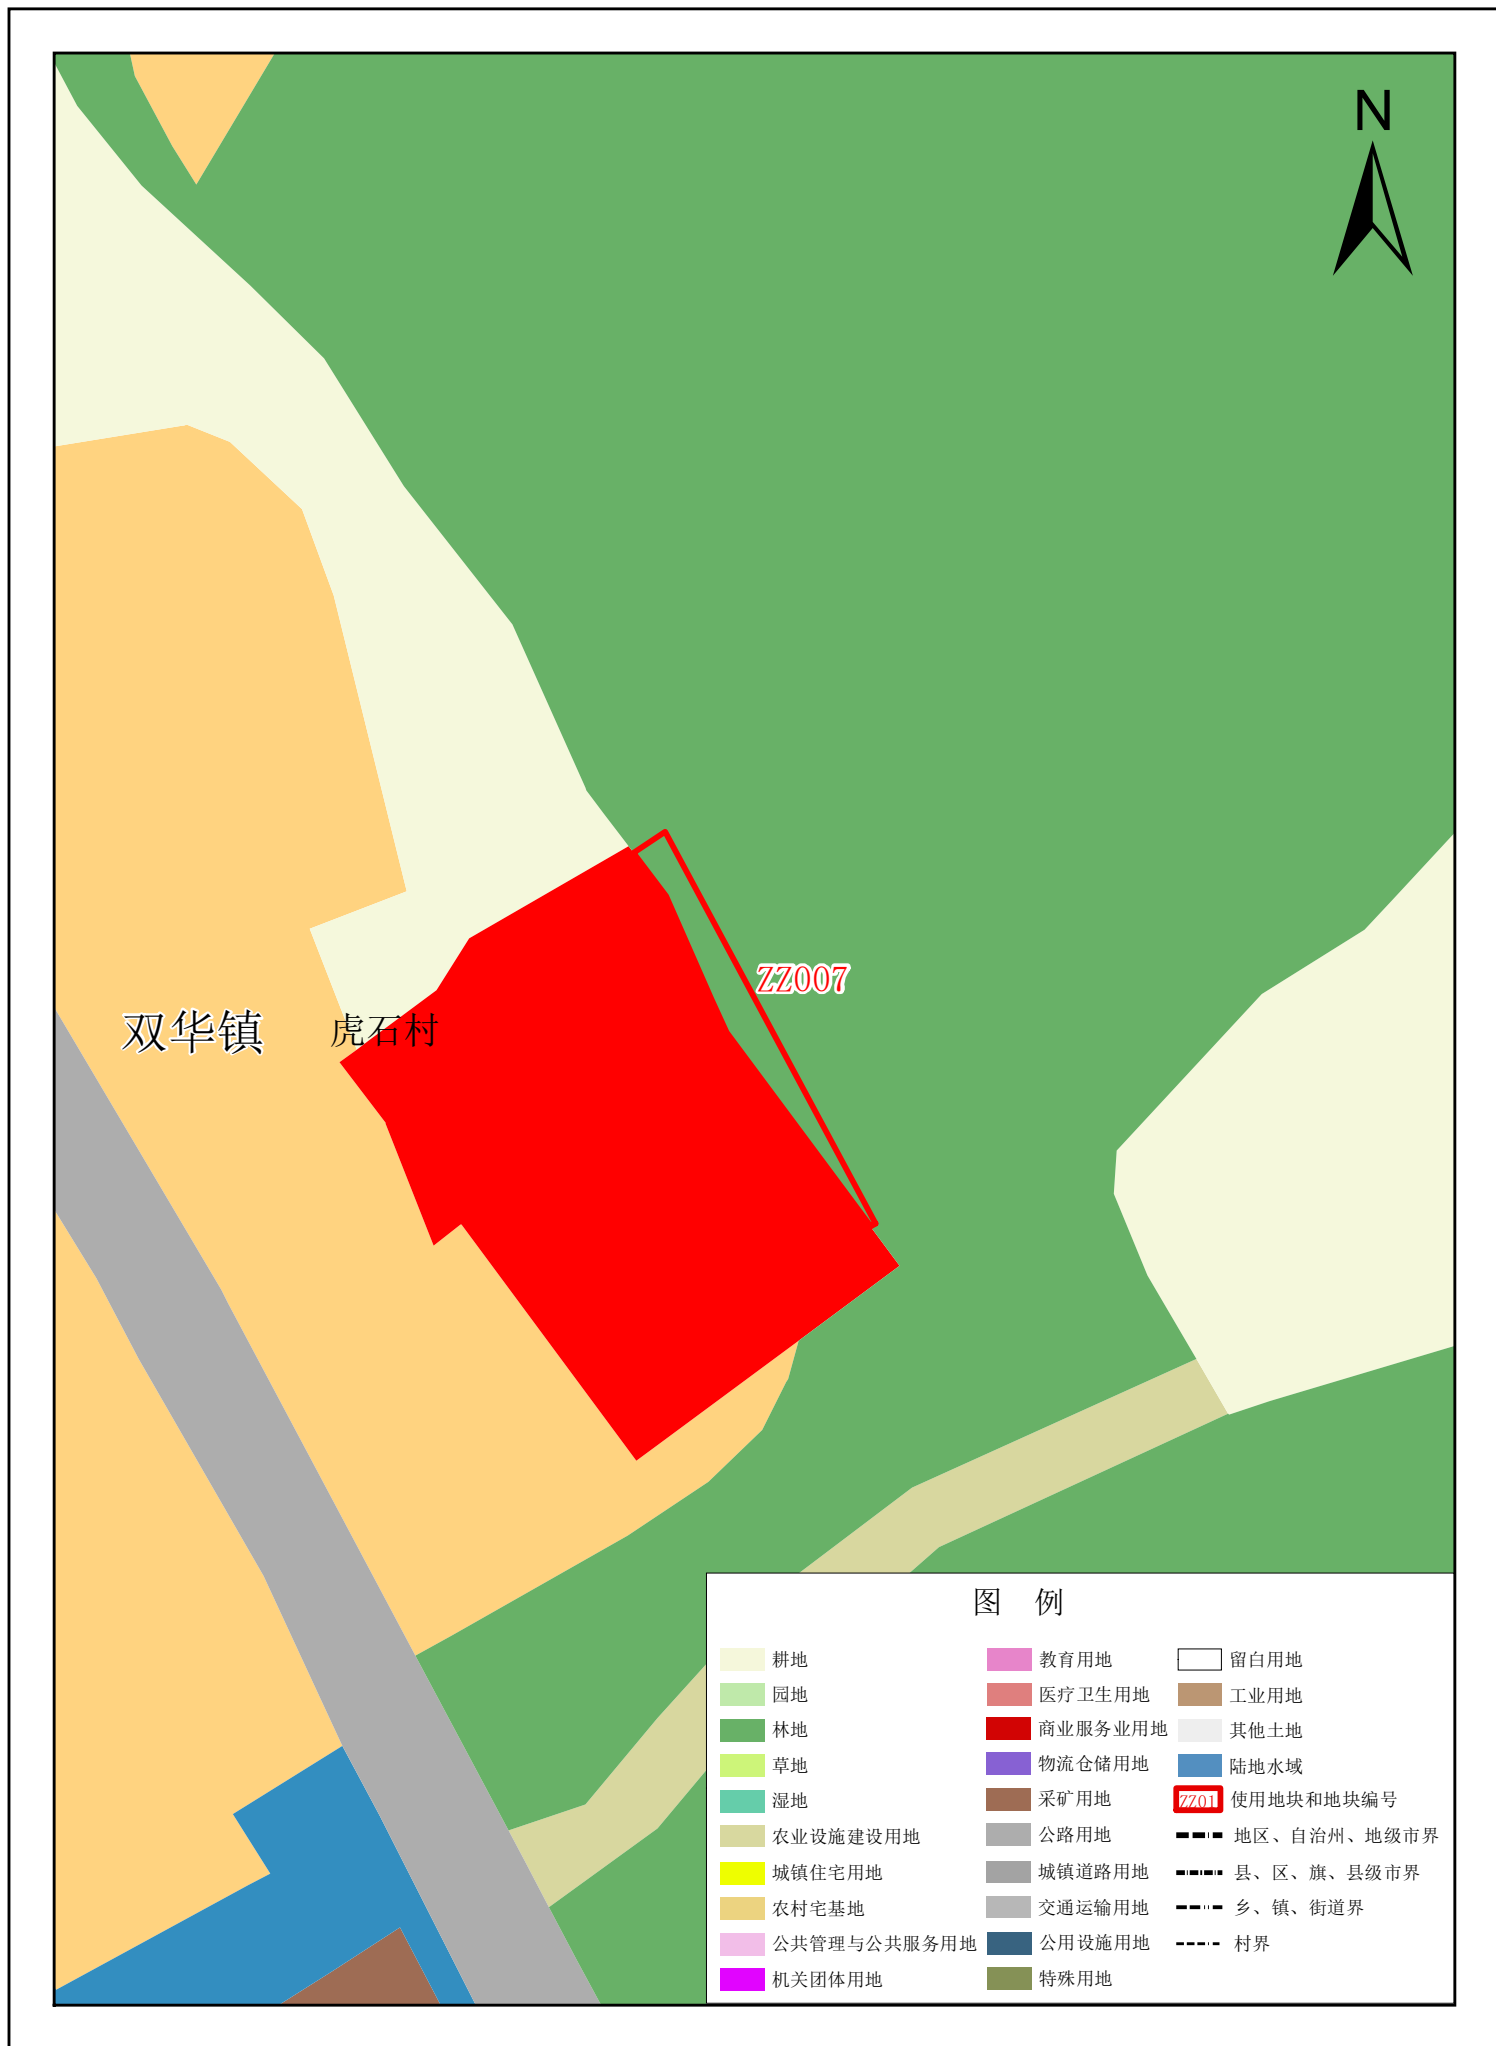 N
ZZ007
双华镇 虎石村
图 例
耕地
园地
林地
草地
湿地
农业设施建设用地
城镇住宅用地
农村宅基地
公共管理与公共服务用地
机关团体用地
教育用地
医疗卫生用地
商业服务业用地
物流仓储用地
采矿用地
公路用地
城镇道路用地
交通运输用地
公用设施用地
特殊用地
留白用地
工业用地
其他土地
陆地水域
ZZ01 使用地块和地块编号
地区、自治州、地级市界
县、区、旗、县级市界
乡、镇、街道界
村界